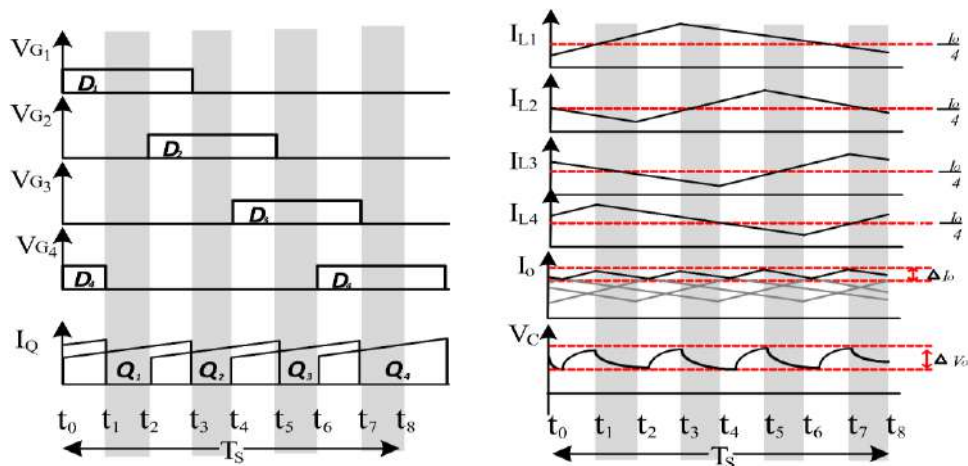 VG1
D1
VG2
D2
VG3
D3
VG4
D4
D4
IQ
Q1
Q2
Q3
Q4
t0 t1 t2 t3 t4 t5 t6 t7 t8
TS
IL1
Io/4
IL2
Io/4
IL3
Io/4
IL4
Io/4
Io
Δ Io
VC
Δ Vo
t0 t1 t2 t3 t4 t5 t6 t7 t8
TS